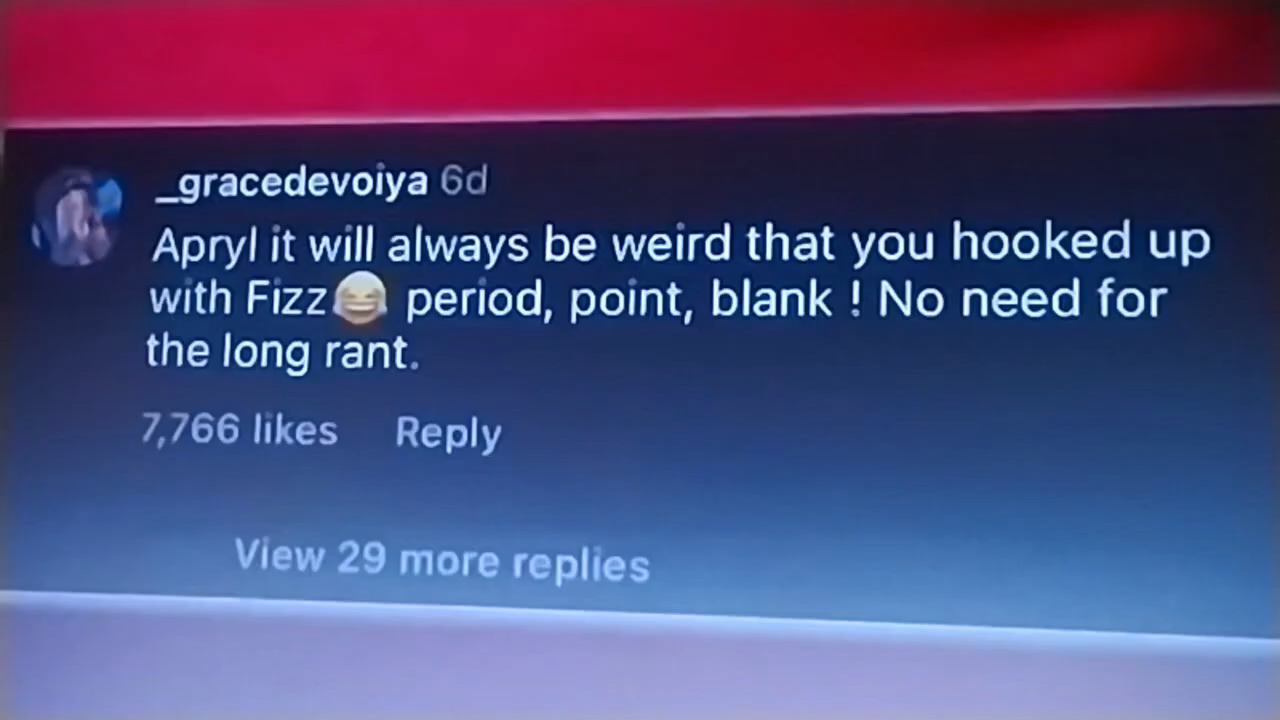 _gracedevoiya 6d
Apryl it will always be weird that you hooked up
with Fizz😂 period, point, blank ! No need for
the long rant.
7,766 likes Reply
View 29 more replies